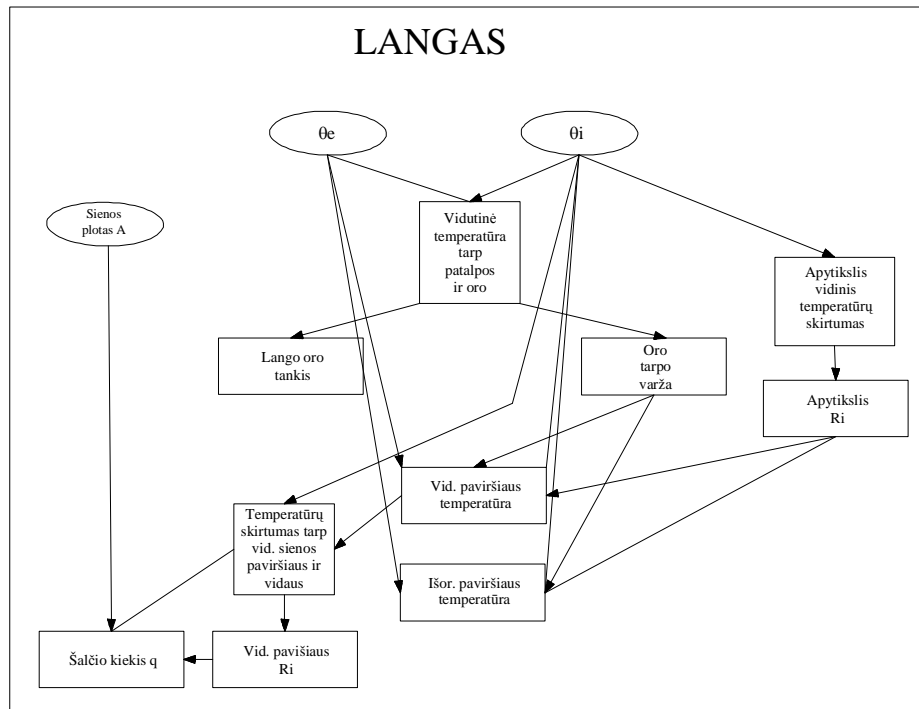 LANGAS
θe
θi
Sienos
plotas A
Vidutinė
temperatūra
tarp
patalpos
ir oro
Apytikslis
vidinis
temperatūrų
skirtumas
Lango oro
tankis
Oro
tarpo
varža
Apytikslis
Ri
Vid. paviršiaus
temperatūra
Temperatūrų
skirtumas tarp
vid. sienos
paviršiaus ir
vidaus
Išor. paviršiaus
temperatūra
Šalčio kiekis q
Vid. pavišiaus
Ri